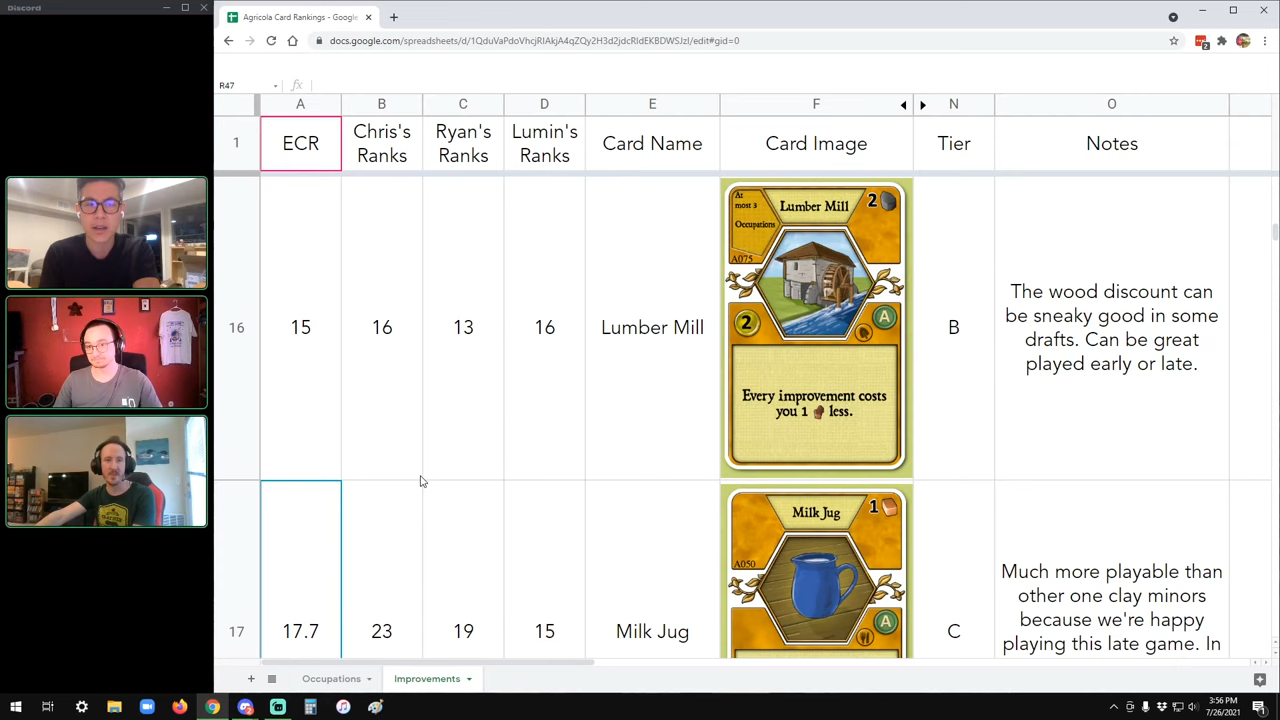 Discord
Agricola Card Rankings - Google
docs.google.com/spreadsheets/d/1QduVaPdoVhcjRIAkjA4qZQy2H3d2jdcRIdEKBDWSJzI/edit#gid=0
2
R47
fx
A B C D E F N O
1
ECR
Chris's
Ranks
Ryan's
Ranks
Lumin's
Ranks
Card Name
Card Image
Tier
Notes
16
15
16
13
16
Lumber Mill
At
most 3
Occupations
A075
Lumber Mill
2
2
A
Every improvement costs
you 1 less.
B
The wood discount can
be sneaky good in some
drafts. Can be great
played early or late.
17
17.7
23
19
15
Milk Jug
Milk Jug
1
A050
A
C
Much more playable than
other one clay minors
because we're happy
playing this late game. In
Occupations
Improvements
3:56 PM
7/26/2021
1